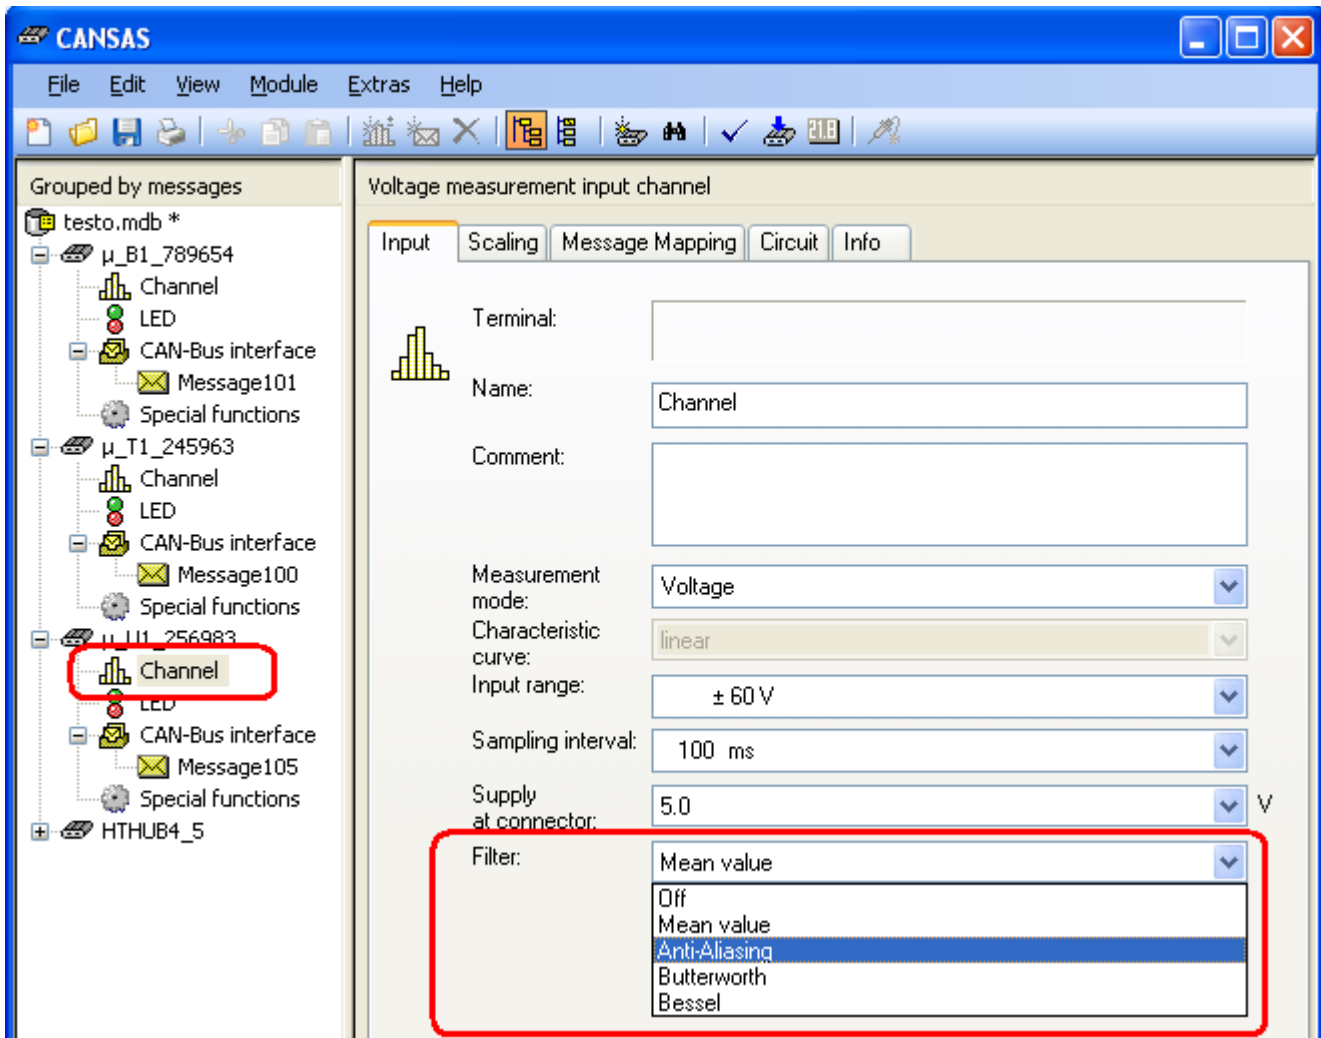 CANSAS
File Edit View Module Extras Help
21.8
Grouped by messages
testo.mdb *
µ_B1_789654
Channel
LED
CAN-Bus interface
Message101
Special functions
µ_T1_245963
Channel
LED
CAN-Bus interface
Message100
Special functions
µ_U1_256983
Channel
LED
CAN-Bus interface
Message105
Special functions
HTHUB4_5
Voltage measurement input channel
Input Scaling Message Mapping Circuit Info
Terminal:
Name: Channel
Comment:
Measurement
mode: Voltage
Characteristic
curve: linear
Input range: ± 60 V
Sampling interval: 100 ms
Supply
at connector: 5.0 V
Filter: Mean value
Off
Mean value
Anti-Aliasing
Butterworth
Bessel